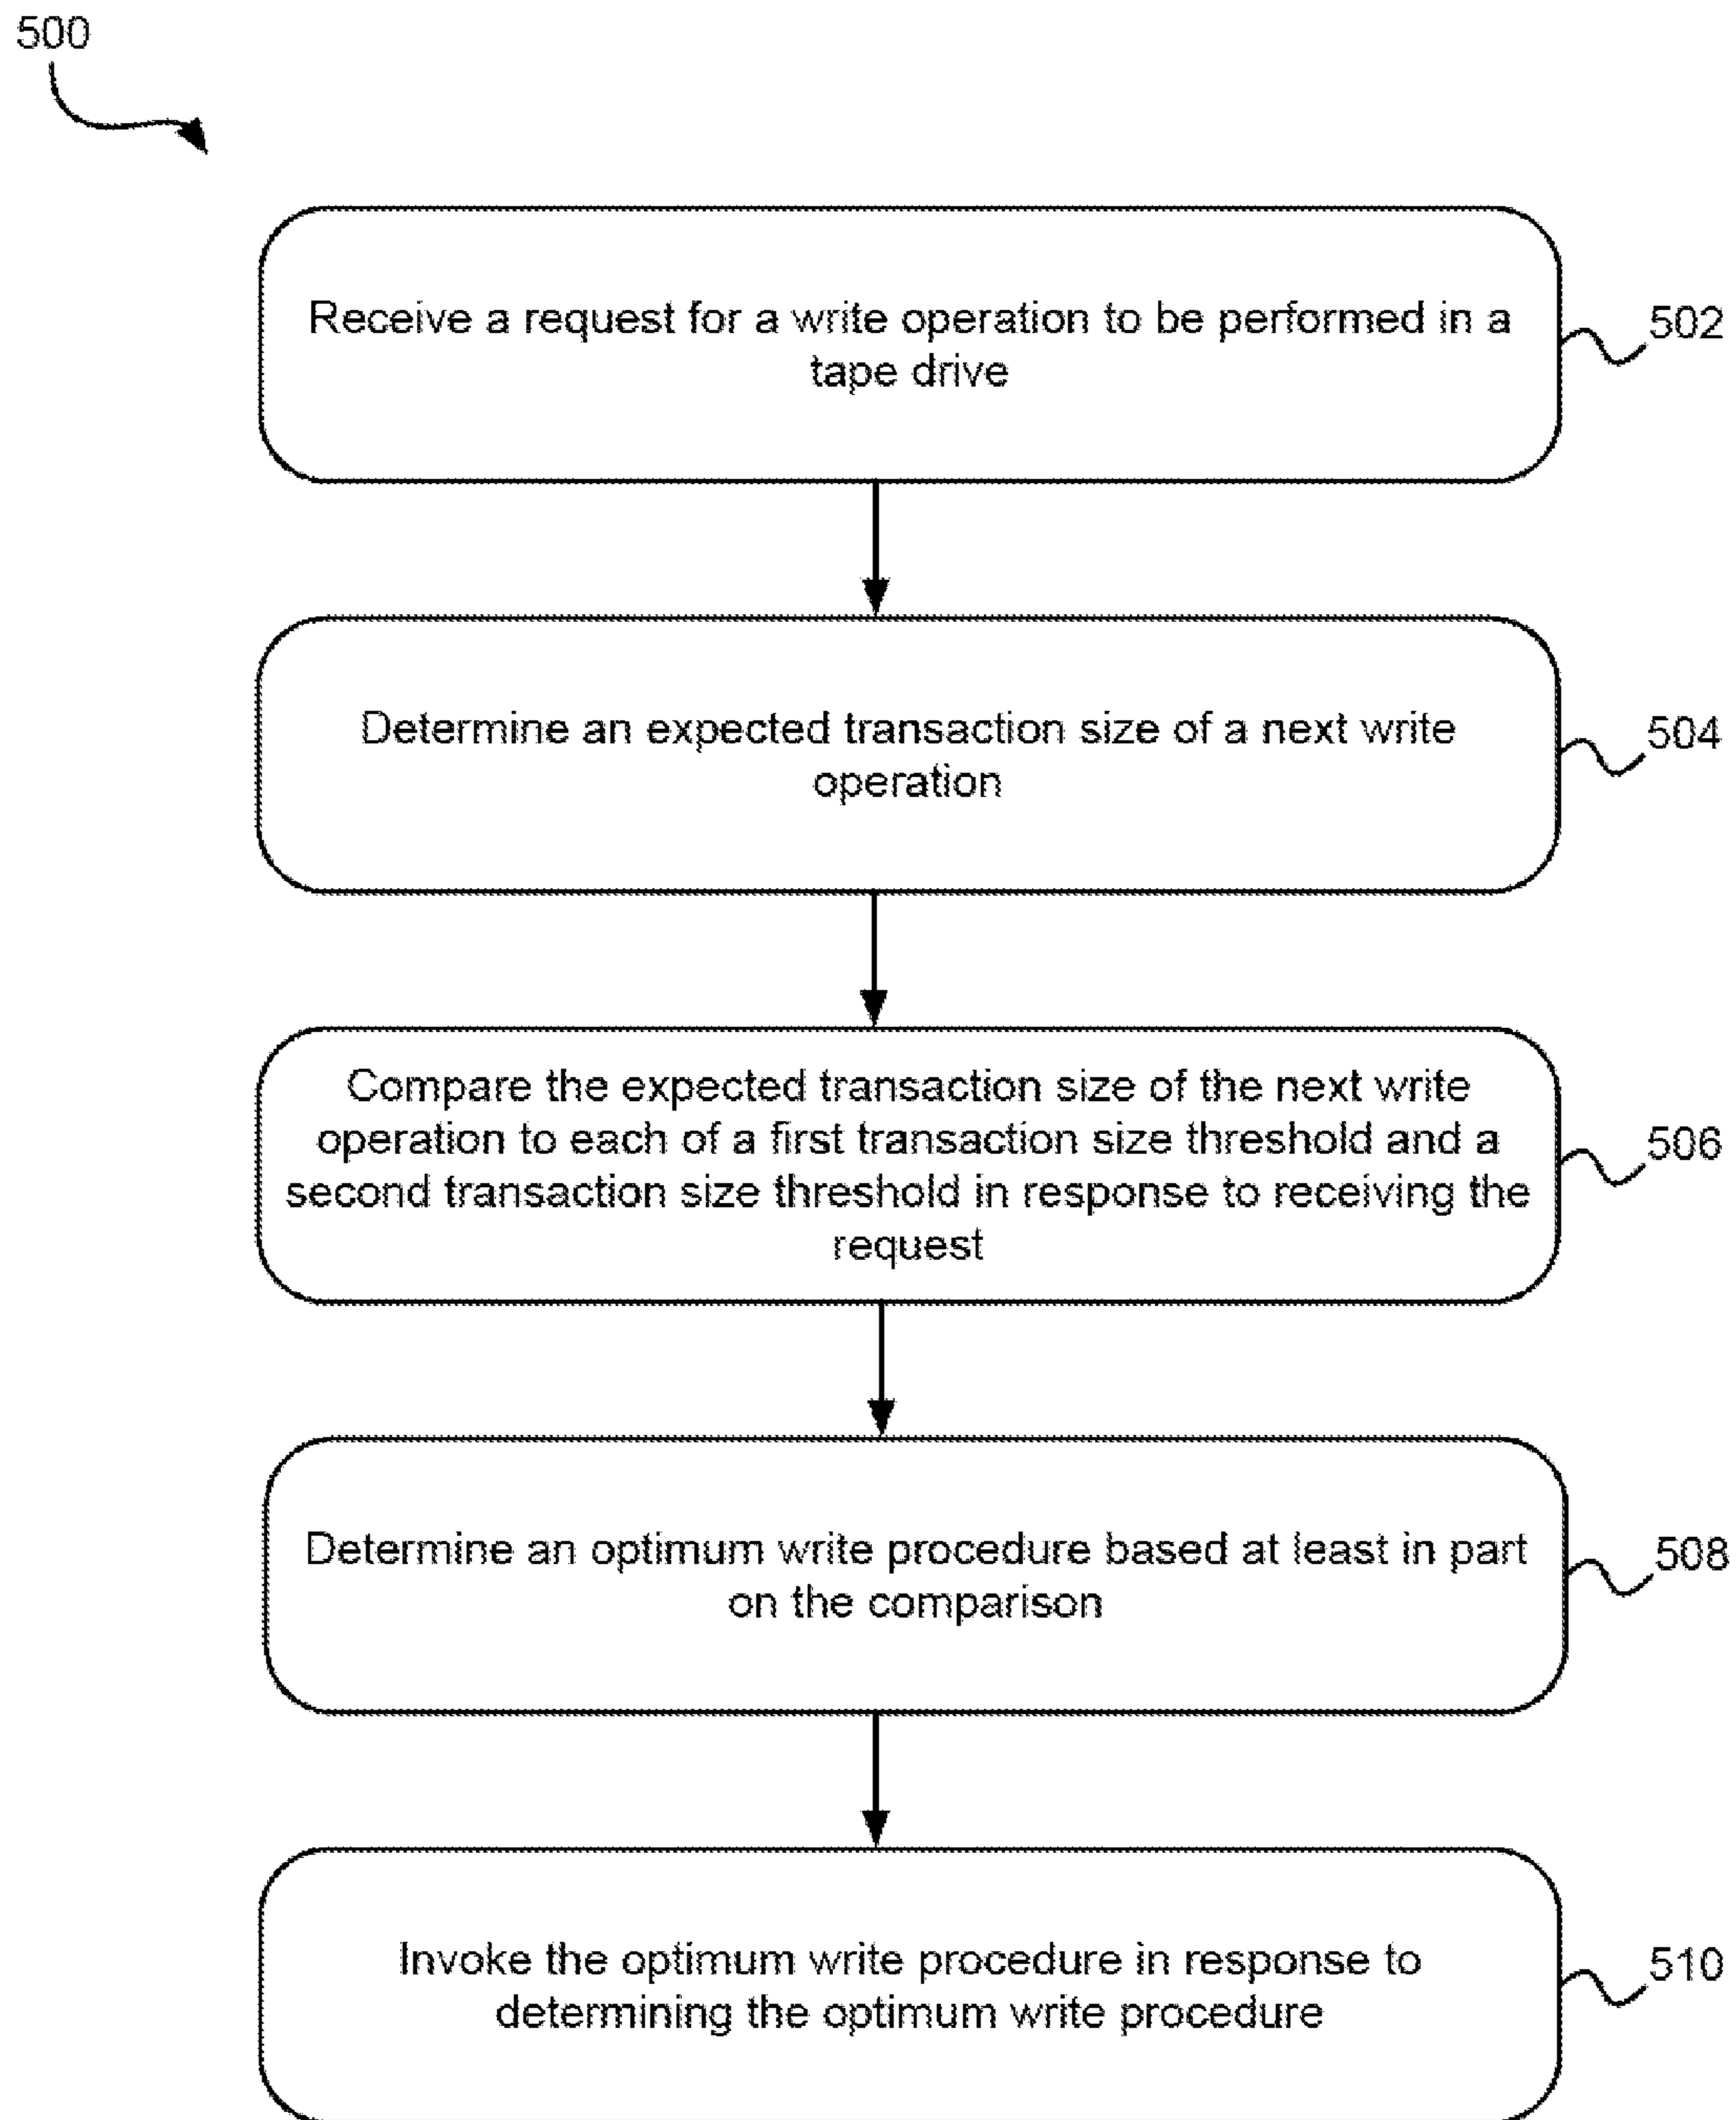 500
Receive a request for a write operation to be performed in a
tape drive
502
Determine an expected transaction size of a next write
operation
504
Compare the expected transaction size of the next write
operation to each of a first transaction size threshold and a
second transaction size threshold in response to receiving the
request
506
Determine an optimum write procedure based at least in part
on the comparison
508
Invoke the optimum write procedure in response to
determining the optimum write procedure
510